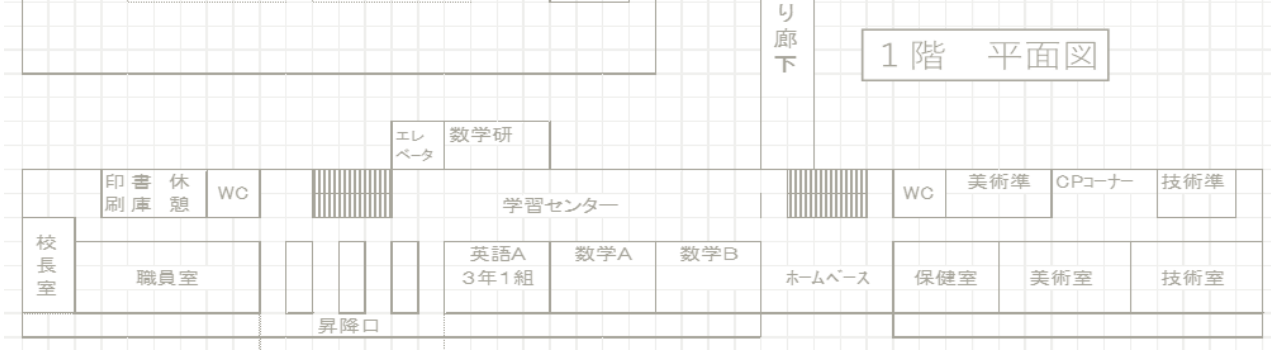 り廊下
1階 平面図
エレベータ
数学研
印刷
書庫
休憩
WC
学習センター
WC
美術準
CPコーナー
技術準
校長室
職員室
英語A
3年1組
数学A
数学B
ホームベース
保健室
美術室
技術室
昇降口